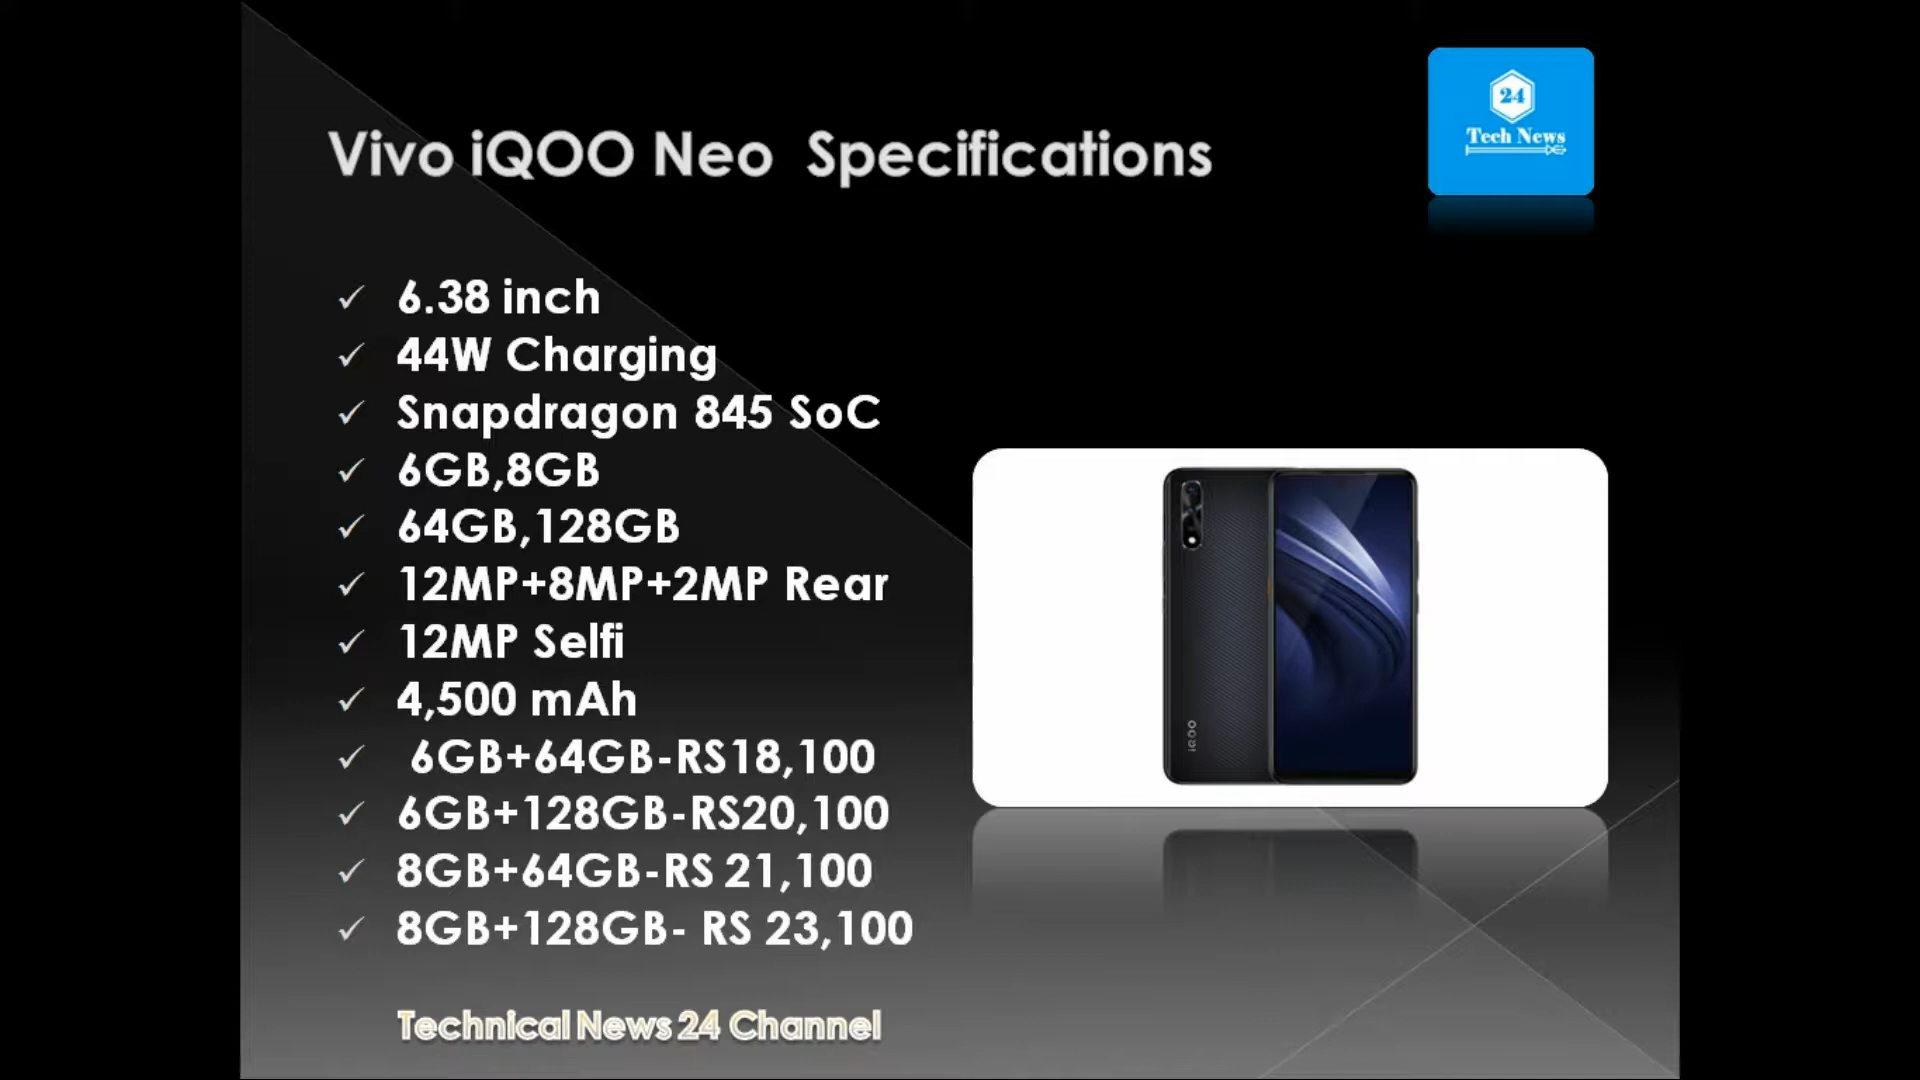 24
Tech News
Vivo iQOO Neo  Specifications
✓ 6.38 inch
✓ 44W Charging
✓ Snapdragon 845 SoC
✓ 6GB,8GB
✓ 64GB,128GB
✓ 12MP+8MP+2MP Rear
✓ 12MP Selfi
✓ 4,500 mAh
✓ 6GB+64GB-RS18,100
✓ 6GB+128GB-RS20,100
✓ 8GB+64GB-RS 21,100
✓ 8GB+128GB- RS 23,100
iQOO
Technical News 24 Channel